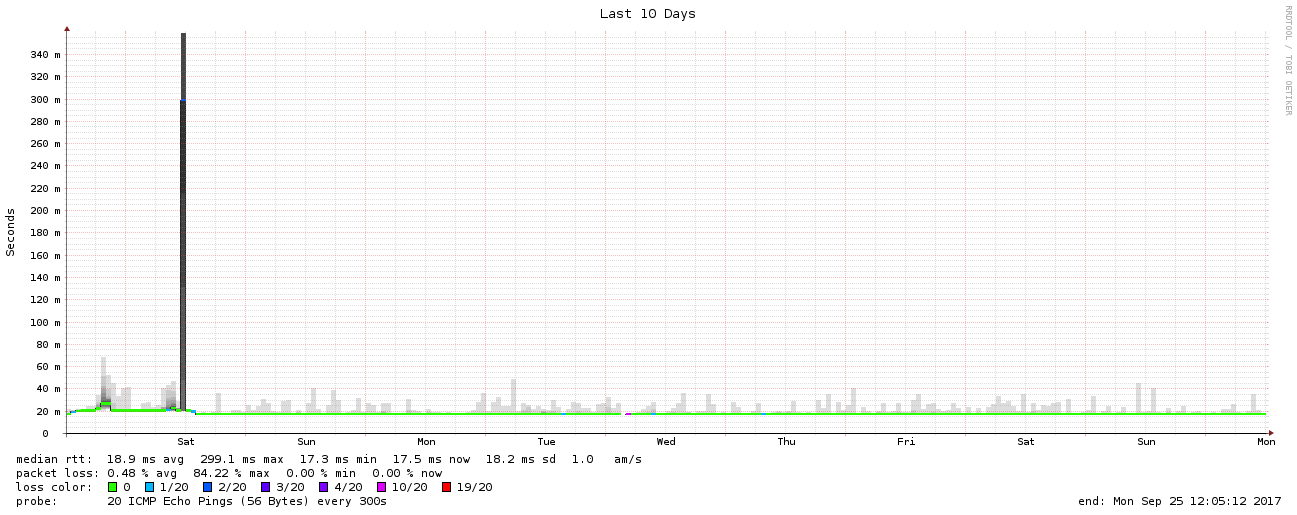 Last 10 Days
RRDTOOL / TOBI OETIKER
Seconds
340 m
320 m
300 m
280 m
260 m
240 m
220 m
200 m
180 m
160 m
140 m
120 m
100 m
80 m
60 m
40 m
20 m
0
Sat Sun Mon Tue Wed Thu Fri Sat Sun Mon
median rtt: 18.9 ms avg 299.1 ms max 17.3 ms min 17.5 ms now 18.2 ms sd 1.0 am/s
packet loss: 0.48 % avg 84.22 % max 0.00 % min 0.00 % now
loss color: 0 1/20 2/20 3/20 4/20 10/20 19/20
probe: 20 ICMP Echo Pings (56 Bytes) every 300s end: Mon Sep 25 12:05:12 2017